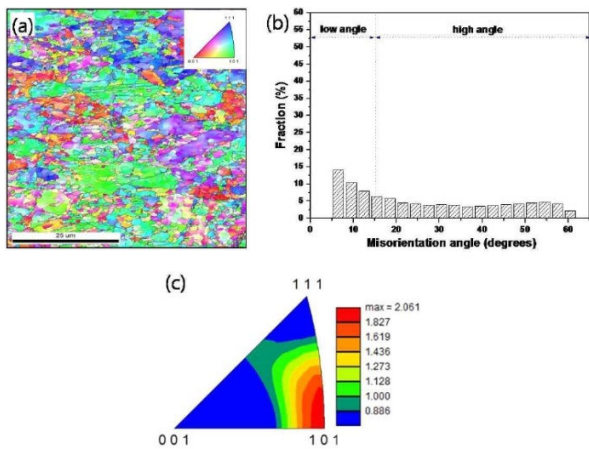 (a)
111
001
101
20 um
(b)
low angle
high angle
60
55
50
45
40
35
30
25
20
15
10
5
0
Fraction (%)
0 10 20 30 40 50 60
Misorientation angle (degrees)
(c)
1 1 1
0 0 1
1 0 1
max = 2.061
1.827
1.619
1.436
1.273
1.128
1.000
0.886